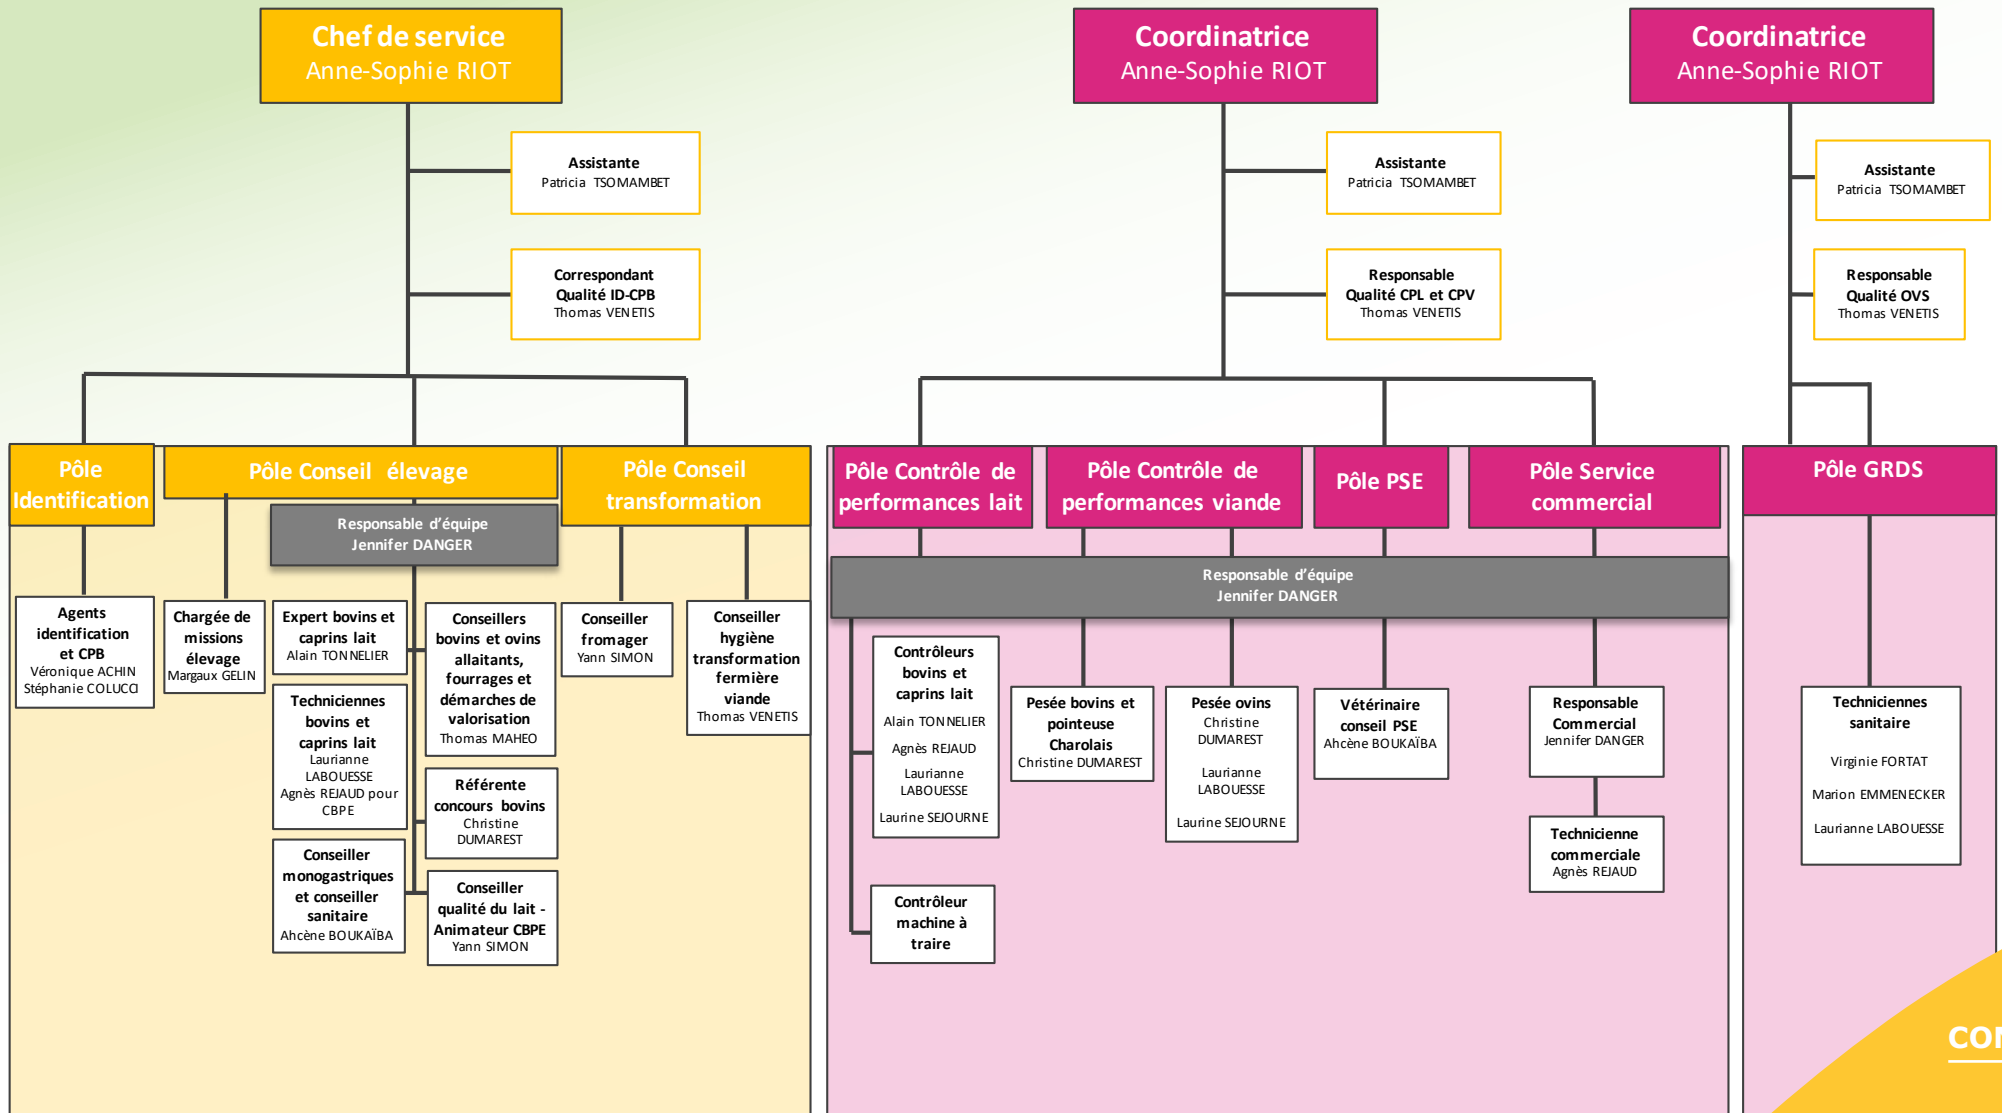 Chef de service
Anne-Sophie RIOT
Coordinatrice
Anne-Sophie RIOT
Coordinatrice
Anne-Sophie RIOT
Assistante
Patricia TSOMAMBET
Assistante
Patricia TSOMAMBET
Assistante
Patricia TSOMAMBET
Correspondant
Qualité ID-CPB
Thomas VENETIS
Responsable
Qualité CPL et CPV
Thomas VENETIS
Responsable
Qualité OVS
Thomas VENETIS
Pôle
Identification
Pôle Conseil élevage
Pôle Conseil
transformation
Pôle Contrôle de
performances lait
Pôle Contrôle de
performances viande
Pôle PSE
Pôle Service
commercial
Pôle GRDS
Responsable d'équipe
Jennifer DANGER
Responsable d'équipe
Jennifer DANGER
Agents
identification
et CPB
Véronique ACHIN
Stéphanie COLUCCI
Chargée de
missions
élevage
Margaux GELIN
Expert bovins et
caprins lait
Alain TONNELIER
Techniciennes
bovins et
caprins lait
Laurianne
LABOUESSE
Agnès REJAUD pour
CBPE
Conseiller
monogastriques
et conseiller
sanitaire
Ahcène BOUKAÏBA
Conseillers
bovins et ovins
allaitants,
fourrages et
démarches de
valorisation
Thomas MAHEO
Référente
concours bovins
Christine
DUMAREST
Conseiller
qualité du lait -
Animateur CBPE
Yann SIMON
Conseiller
fromager
Yann SIMON
Conseiller
hygiène
transformation
fermière
viande
Thomas VENETIS
Contrôleurs
bovins et
caprins lait
Alain TONNELIER
Agnès REJAUD
Laurianne
LABOUESSE
Laurine SEJOURNE
Contrôleur
machine à
traire
Pesée bovins et
pointeuse
Charolais
Christine DUMAREST
Pesée ovins
Christine
DUMAREST
Laurianne
LABOUESSE
Laurine SEJOURNE
Vétérinaire
conseil PSE
Ahcène BOUKAÏBA
Responsable
Commercial
Jennifer DANGER
Technicienne
commerciale
Agnès REJAUD
Techniciennes
sanitaire
Virginie FORTAT
Marion EMMENECKER
Laurianne LABOUESSE